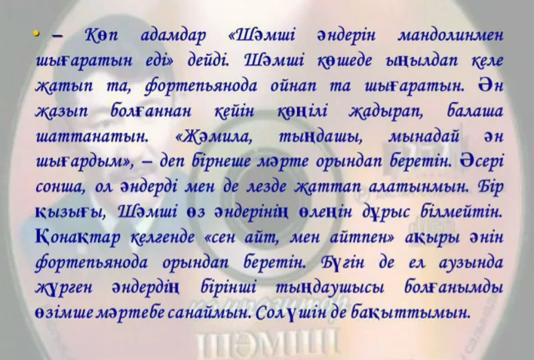 – Көп адамдар «Шәмші әндерін мандолинмен
шығаратын еді» дейді. Шәмші көшеде ыңылдап келе
жатып та, фортепьянода ойнап та шығаратын. Ән
жазып болғаннан кейін көңілі жадырап, балаша
шаттанатын. «Жәмила, тыңдашы, мынадай ән
шығардым», – деп бірнеше мәрте орындап беретін. Әсері
сонша, ол әндерді мен де лезде жаттап алатынмын. Бір
қызығы, Шәмші өз әндерінің өлеңін дұрыс білмейтін.
Қонақтар келгенде «сен айт, мен айтпен» ақыры әнін
фортепьянода орындап беретін. Бүгін де ел аузында
жүрген әндердің бірінші тыңдаушысы болғанымды
өзімше мәртебе санаймын. Сол үшін де бақыттымын.
ШӘМШІ